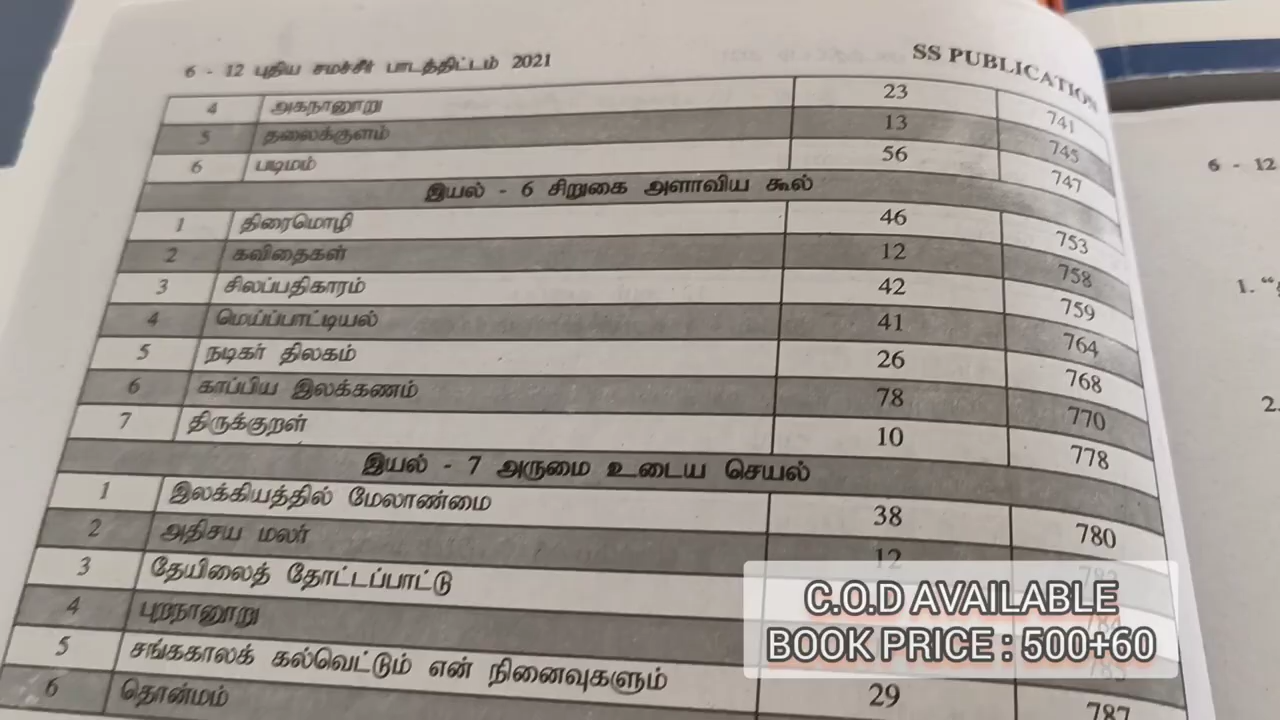 6 - 12 புதிய சமச்சீர் பாடத்திட்டம் 2021
SS PUBLICATION
4 அகநானூறு 23 741
5 தலைக்குளம் 13 745
6 படிமம் 56 747
இயல் - 6 சிறுகை அளாவிய கூல்
1 திரைமொழி 46 753
2 கவிதைகள் 12 758
3 சிலப்பதிகாரம் 42 759
4 மெய்ப்பாட்டியல் 41 764
5 நடிகர் திலகம் 26 768
6 காப்பிய இலக்கணம் 78 770
7 திருக்குறள் 10 778
இயல் - 7 அருமை உடைய செயல்
1 இலக்கியத்தில் மேலாண்மை 38 780
2 அதிசய மலர் 12
3 தேயிலைத் தோட்டப்பாட்டு
4 புறநானூறு
5 சங்ககாலக் கல்வெட்டும் என் நினைவுகளும்
6 தொன்மம் 29 787
C.O.D AVAILABLE
BOOK PRICE : 500+60
6 - 12
1.
2.